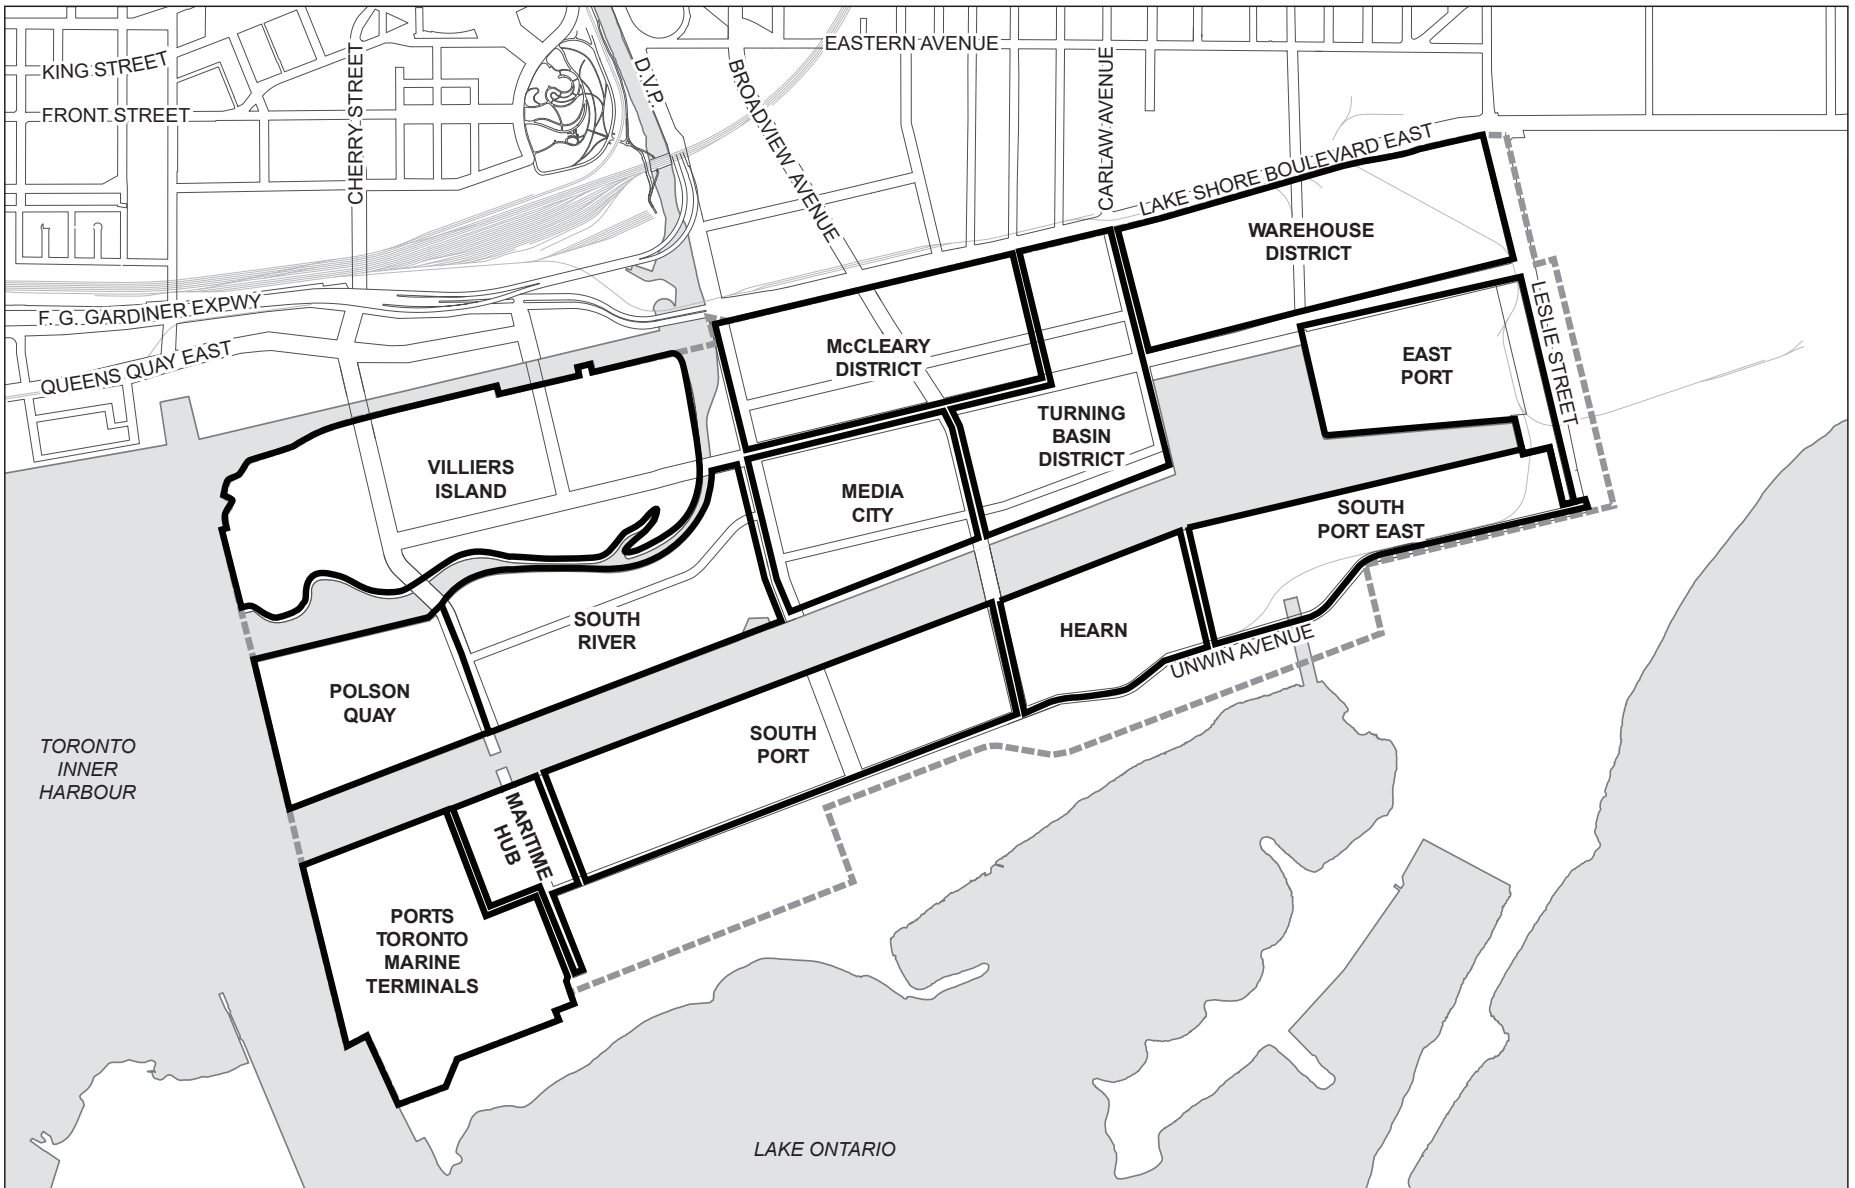 EASTERN AVENUE
KING STREET
FRONT STREET
CHERRY STREET
D.V.P.
BROADVIEW AVENUE
CARLAW AVENUE
LAKE SHORE BOULEVARD EAST
F. G. GARDINER EXPWY
QUEENS QUAY EAST
LESLIE STREET
WAREHOUSE
DISTRICT
McCLEARY
DISTRICT
EAST
PORT
TURNING
BASIN
DISTRICT
VILLIERS
ISLAND
MEDIA
CITY
SOUTH
PORT EAST
SOUTH
RIVER
HEARN
UNWIN AVENUE
POLSON
QUAY
SOUTH
PORT
TORONTO
INNER
HARBOUR
MARITIME
HUB
PORTS
TORONTO
MARINE
TERMINALS
LAKE ONTARIO